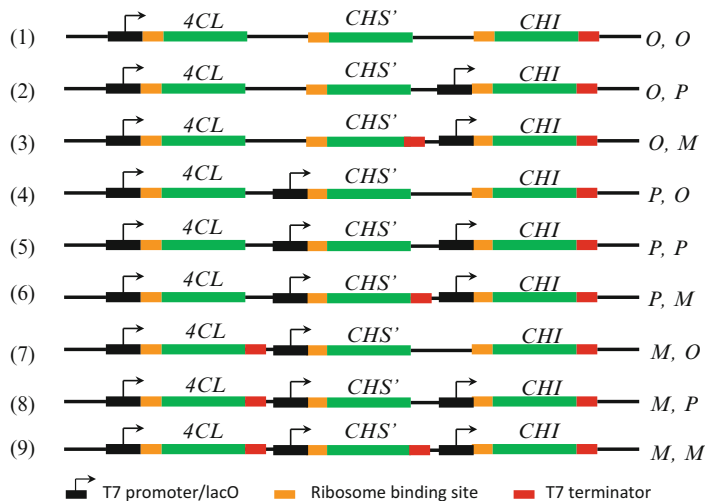 (1) 4CL CHS' CHI O, O
(2) 4CL CHS' CHI O, P
(3) 4CL CHS' CHI O, M
(4) 4CL CHS' CHI P, O
(5) 4CL CHS' CHI P, P
(6) 4CL CHS' CHI P, M
(7) 4CL CHS' CHI M, O
(8) 4CL CHS' CHI M, P
(9) 4CL CHS' CHI M, M
T7 promoter/lacO Ribosome binding site T7 terminator